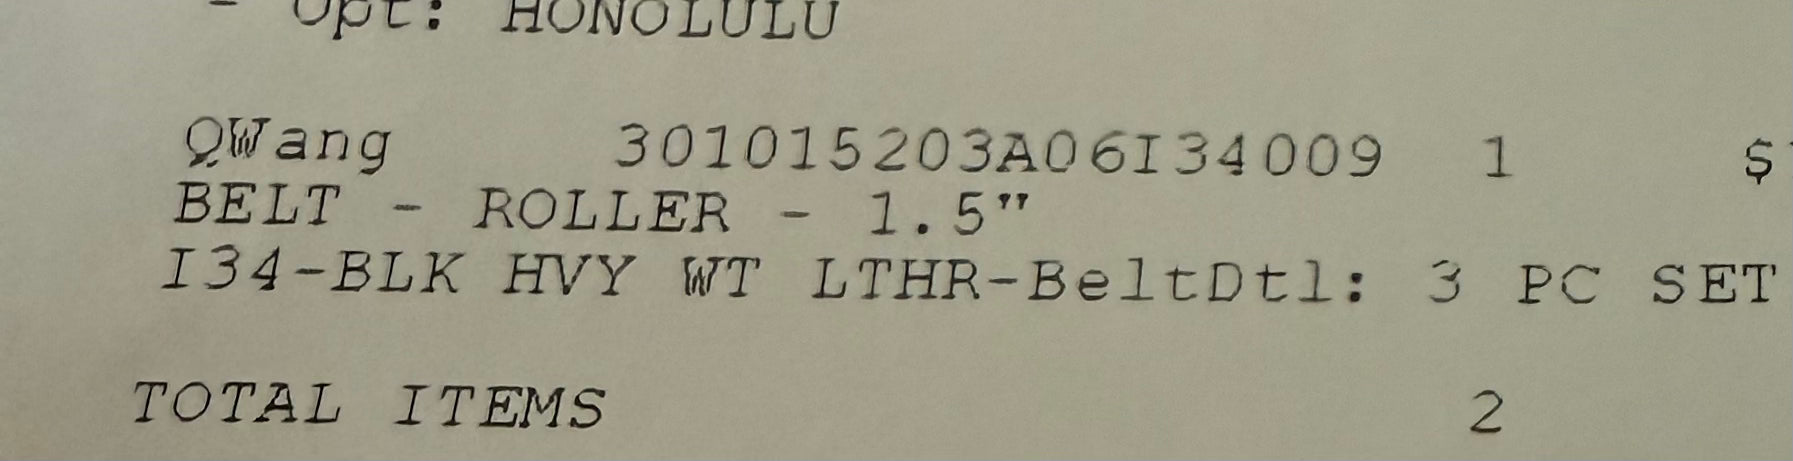 - Opt: HONOLULU
QWang 301015203A06I34009 1 $
BELT - ROLLER - 1.5"
I34-BLK HVY WT LTHR-BeltDtl: 3 PC SET
TOTAL ITEMS 2